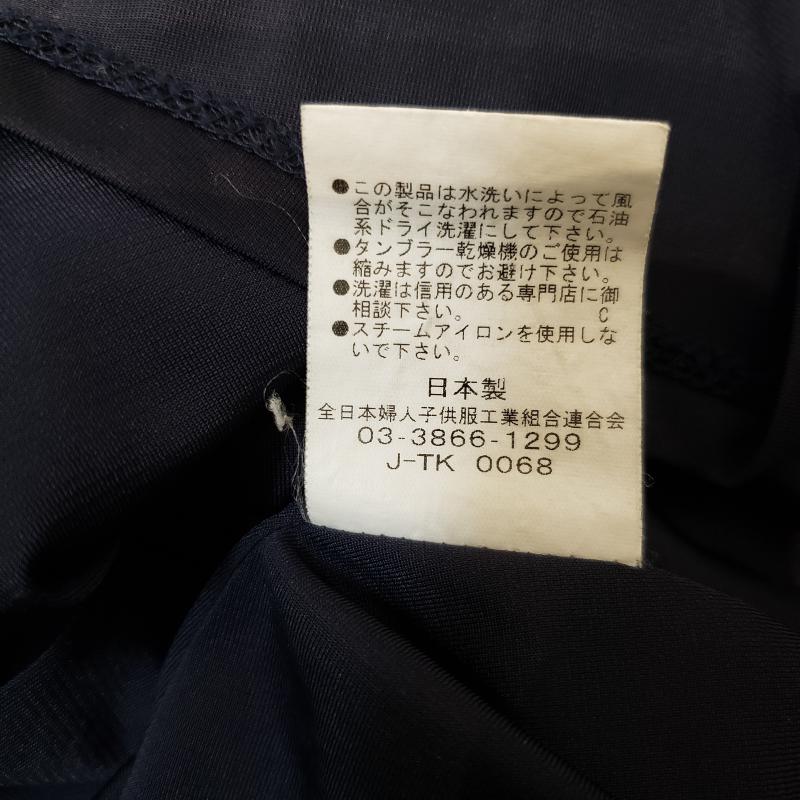 ●この製品は水洗いによって風
合がそこなわれますので石油
系ドライ洗濯にして下さい。
●タンブラー乾燥機のご使用は
縮みますのでお避け下さい。
●洗濯は信用のある専門店に御
相談下さい。 C
●スチームアイロンを使用しな
いで下さい。
日本製
全日本婦人子供服工業組合連合会
03-3866-1299
J-TK 0068